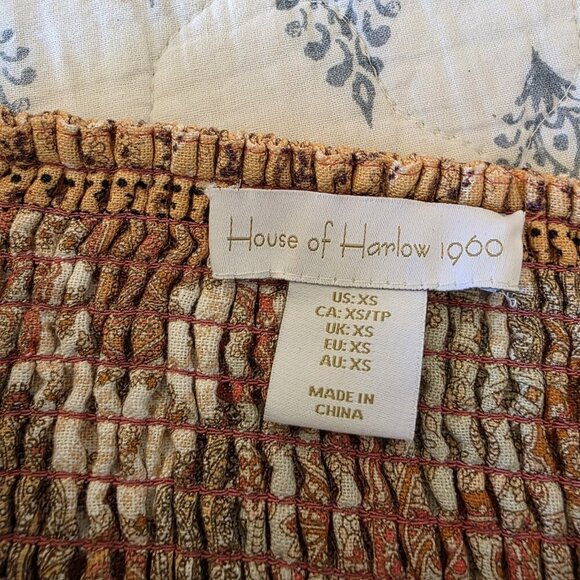 House of Harlow 1960
US: XS
CA: XS/TP
UK: XS
EU: XS
AU: XS
MADE IN
CHINA